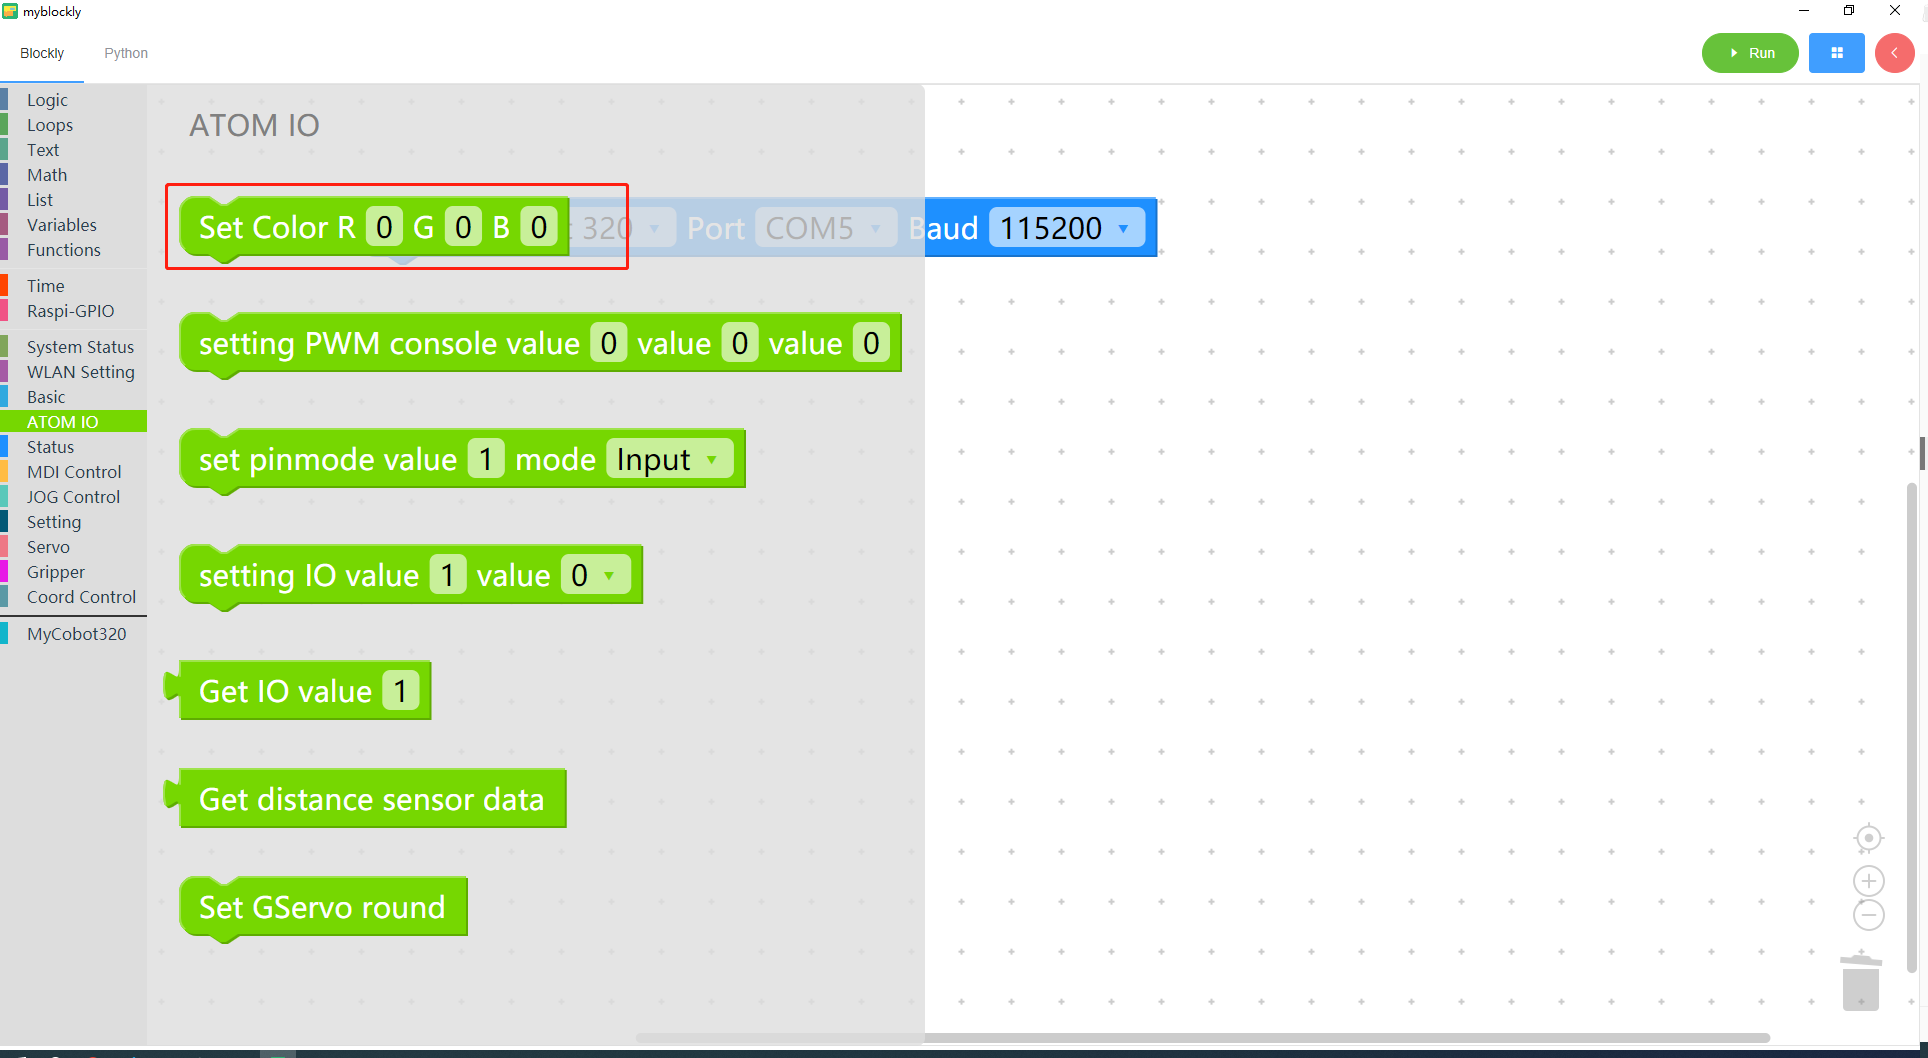 myblockly
Blockly Python Run
Logic
Loops
Text
Math
List
Variables
Functions
Time
Raspi-GPIO
System Status
WLAN Setting
Basic
ATOM IO
Status
MDI Control
JOG Control
Setting
Servo
Gripper
Coord Control
MyCobot320
ATOM IO
Set Color R 0 G 0 B 0 320 Port COM5 Baud 115200
setting PWM console value 0 value 0 value 0
set pinmode value 1 mode Input
setting IO value 1 value 0
Get IO value 1
Get distance sensor data
Set GServo round